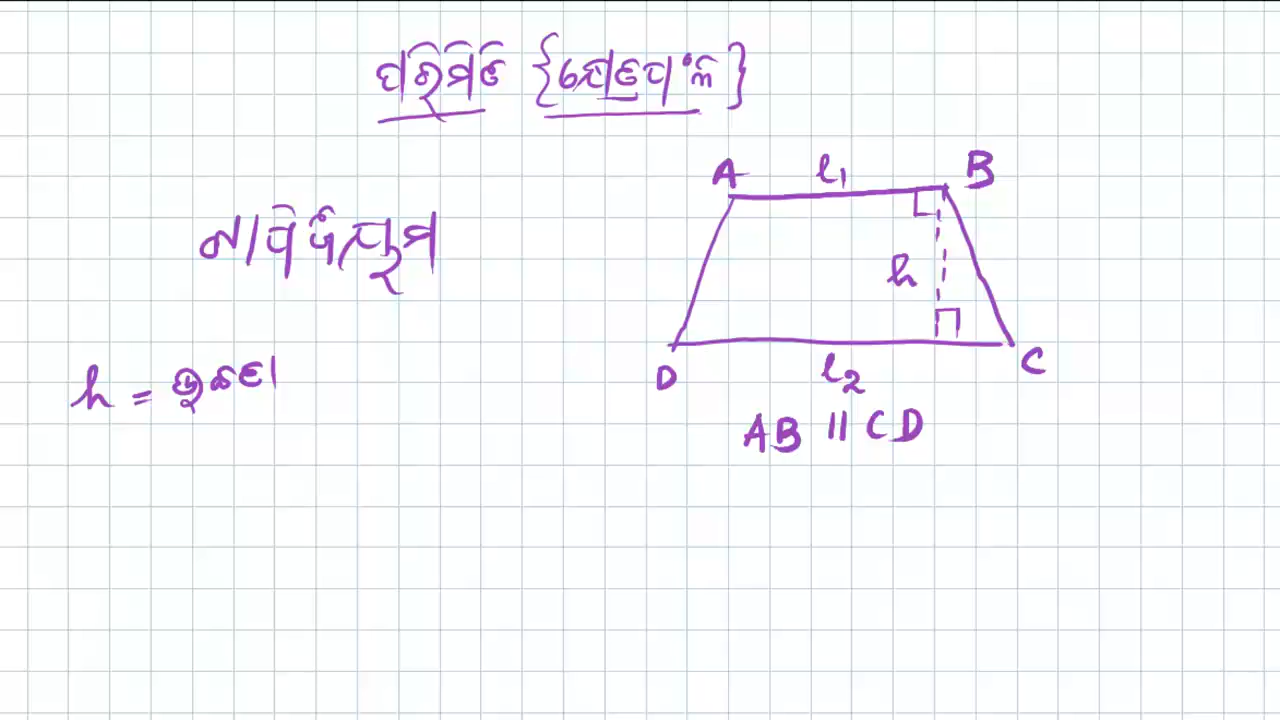 ପରିମିତି {କ୍ଷେତ୍ରଫଳ}
A l₁ B
ଟ୍ରାପିଜିୟମ
h
h = ଉଚ୍ଚତା
D l₂ C
AB || CD